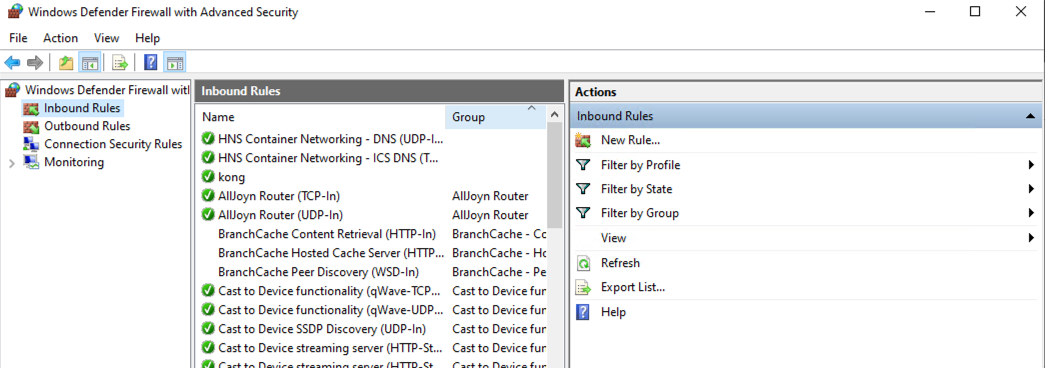 Windows Defender Firewall with Advanced Security
File Action View Help
Windows Defender Firewall witl
Inbound Rules
Outbound Rules
Connection Security Rules
Monitoring
Inbound Rules
Name Group
HNS Container Networking - DNS (UDP-I...
HNS Container Networking - ICS DNS (T...
kong
AllJoyn Router (TCP-In) AllJoyn Router
AllJoyn Router (UDP-In) AllJoyn Router
BranchCache Content Retrieval (HTTP-In) BranchCache - Co
BranchCache Hosted Cache Server (HTTP... BranchCache - Ho
BranchCache Peer Discovery (WSD-In) BranchCache - Pe
Cast to Device functionality (qWave-TCP... Cast to Device fun
Cast to Device functionality (qWave-UDP... Cast to Device fun
Cast to Device SSDP Discovery (UDP-In) Cast to Device fun
Cast to Device streaming server (HTTP-St... Cast to Device fun
Cast to Device streaming server (HTTP-St... Cast to Device fun
Actions
Inbound Rules
New Rule...
Filter by Profile
Filter by State
Filter by Group
View
Refresh
Export List...
Help